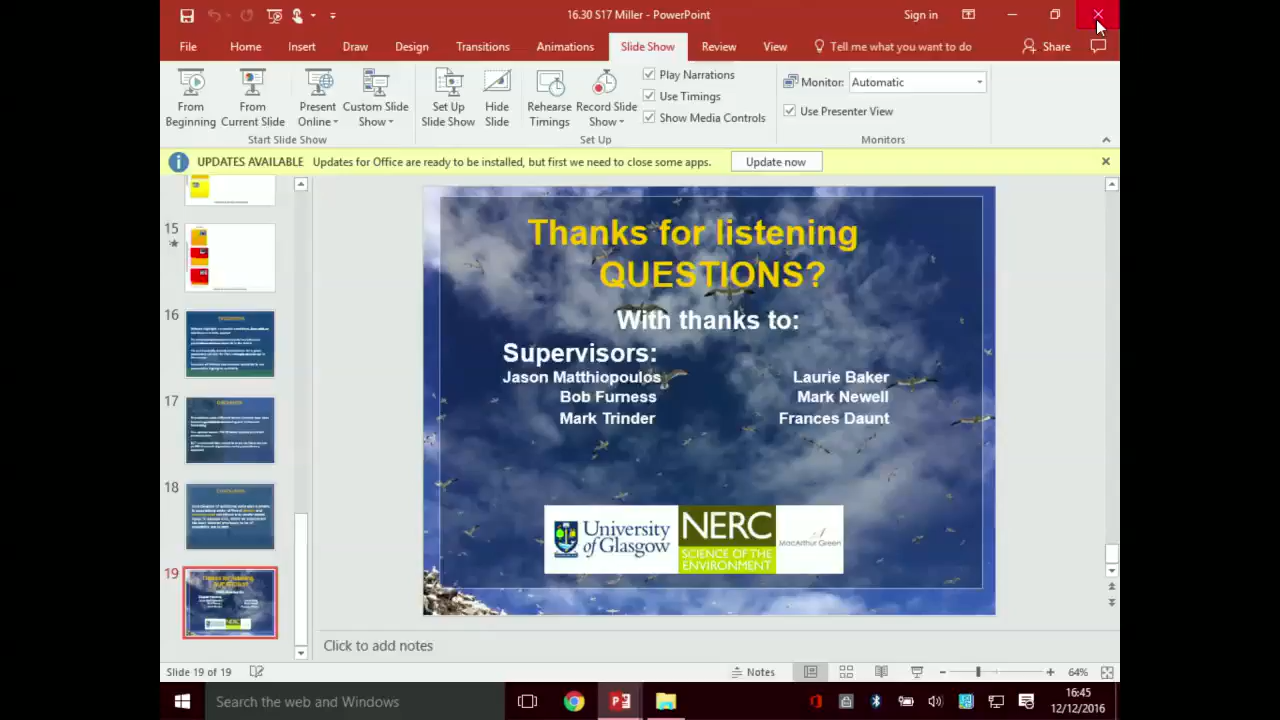 16.30 S17 Miller - PowerPoint
Sign in
File Home Insert Draw Design Transitions Animations Slide Show Review View Tell me what you want to do Share
From Beginning
From Current Slide
Present Online
Custom Slide Show
Set Up Slide Show
Hide Slide
Rehearse Timings
Record Slide Show
Play Narrations
Use Timings
Show Media Controls
Monitor: Automatic
Use Presenter View
Start Slide Show
Set Up
Monitors
UPDATES AVAILABLE Updates for Office are ready to be installed, but first we need to close some apps. Update now
15
16
17
18
19
Thanks for listening
QUESTIONS?
With thanks to:
Supervisors:
Jason Matthiopoulos Laurie Baker
Bob Furness Mark Newell
Mark Trinder Frances Daunt
University
of Glasgow
NERC
SCIENCE OF THE
ENVIRONMENT
MacArthur Green
Click to add notes
Slide 19 of 19
Notes
64%
Search the web and Windows
16:45
12/12/2016